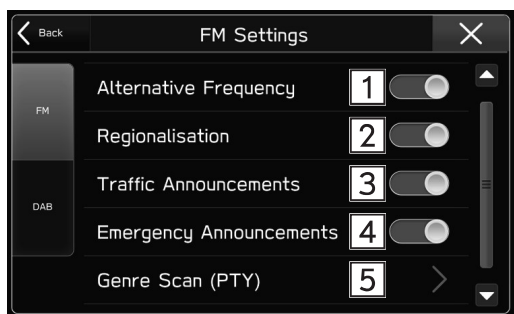 Back
FM Settings
FM
DAB
Alternative Frequency 1
Regionalisation 2
Traffic Announcements 3
Emergency Announcements 4
Genre Scan (PTY) 5